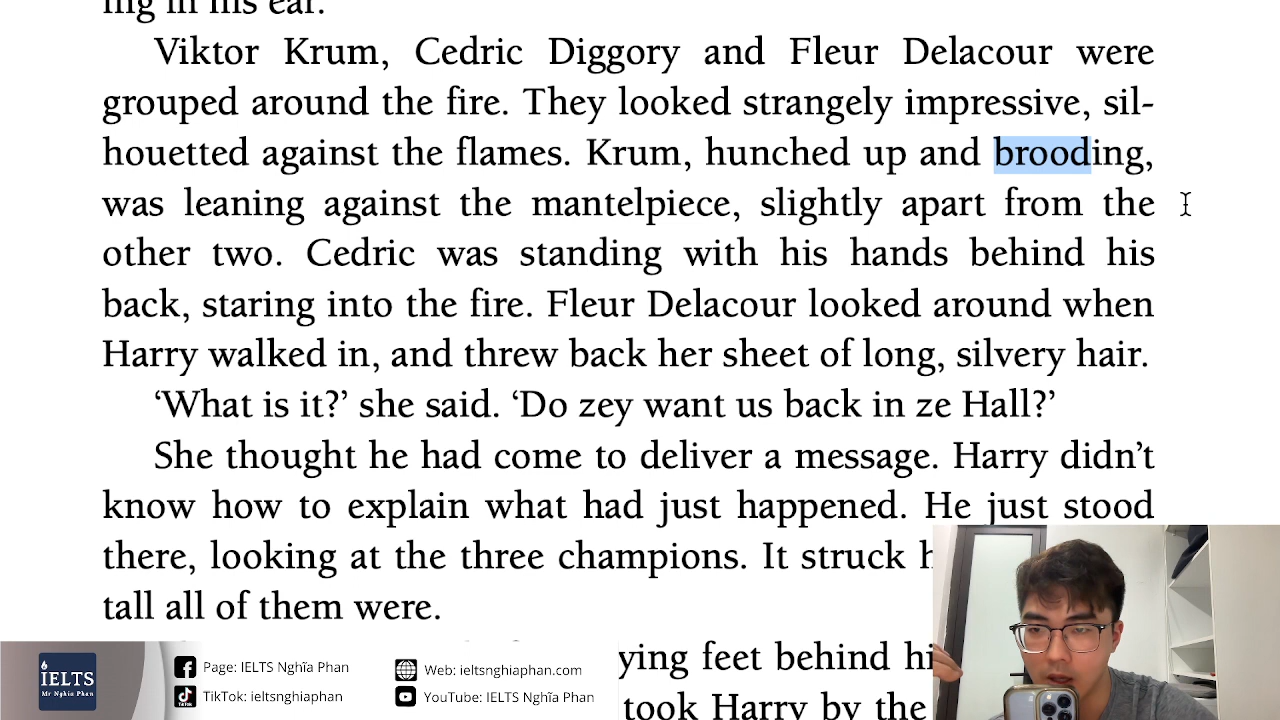 ing in his ear.
Viktor Krum, Cedric Diggory and Fleur Delacour were
grouped around the fire. They looked strangely impressive, sil-
houetted against the flames. Krum, hunched up and brooding,
was leaning against the mantelpiece, slightly apart from the
other two. Cedric was standing with his hands behind his
back, staring into the fire. Fleur Delacour looked around when
Harry walked in, and threw back her sheet of long, silvery hair.
‘What is it?’ she said. ‘Do zey want us back in ze Hall?’
She thought he had come to deliver a message. Harry didn’t
know how to explain what had just happened. He just stood
there, looking at the three champions. It struck
tall all of them were.
feet behind
took Harry by the
IELTS
Mr Nghia Phan
Page: IELTS Nghĩa Phan
TikTok: ieltsnghiaphan
Web: ieltsnghiaphan.com
YouTube: IELTS Nghĩa Phan